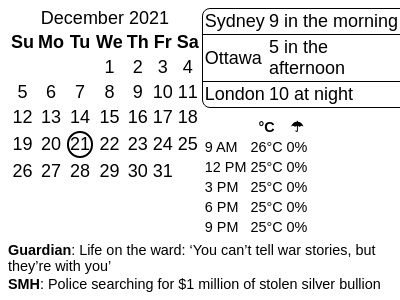 December 2021
Su Mo Tu We Th Fr Sa
1 2 3 4
5 6 7 8 9 10 11
12 13 14 15 16 17 18
19 20 21 22 23 24 25
26 27 28 29 30 31
Sydney 9 in the morning
Ottawa 5 in the
afternoon
London 10 at night
°C ☂
9 AM 26°C 0%
12 PM 25°C 0%
3 PM 25°C 0%
6 PM 25°C 0%
9 PM 25°C 0%
Guardian: Life on the ward: ‘You can’t tell war stories, but
they’re with you’
SMH: Police searching for $1 million of stolen silver bullion